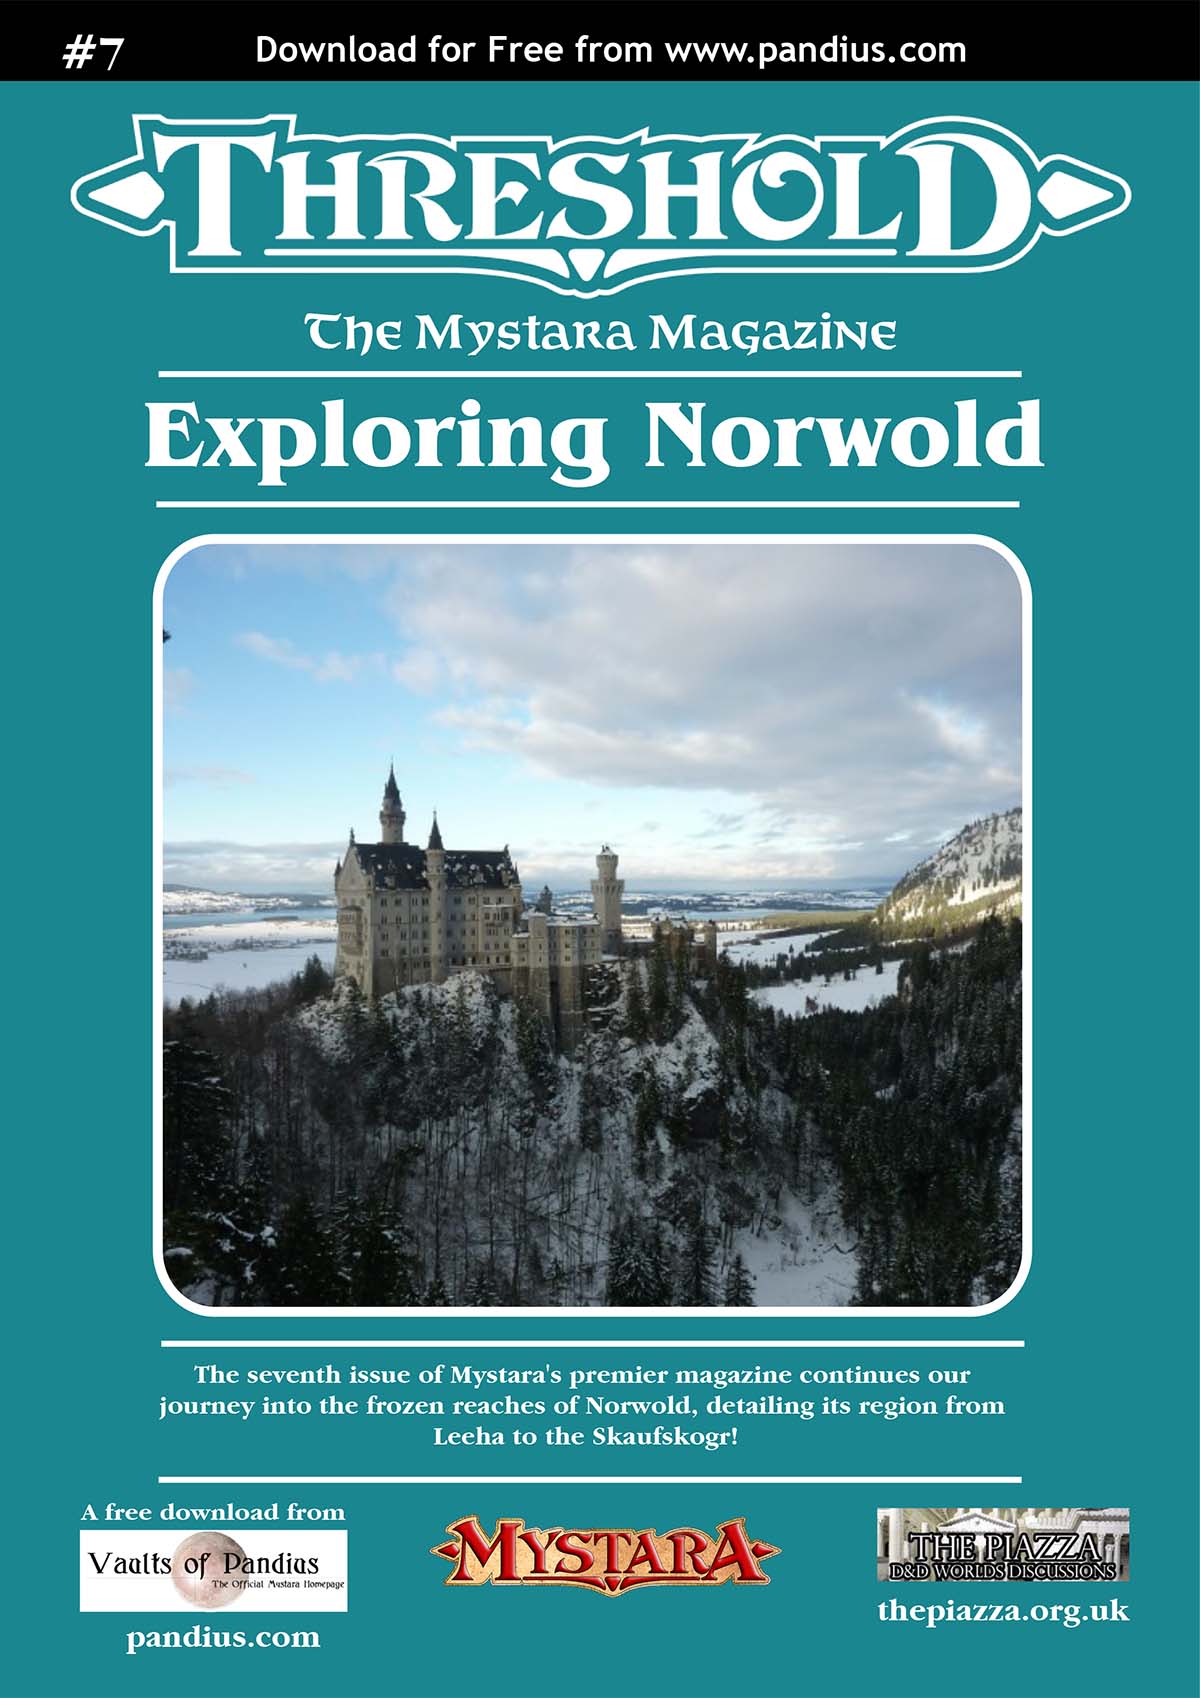 #7
Download for Free from www.pandius.com
THRESHOLD
The Mystara Magazine
Exploring Norwold
The seventh issue of Mystara's premier magazine continues our
journey into the frozen reaches of Norwold, detailing its region from
Leeha to the Skaufskogr!
A free download from
Vaults of Pandius
The Official Mystara Homepage
pandius.com
MYSTARA
THE PIAZZA
D&D WORLDS DISCUSSIONS
thepiazza.org.uk